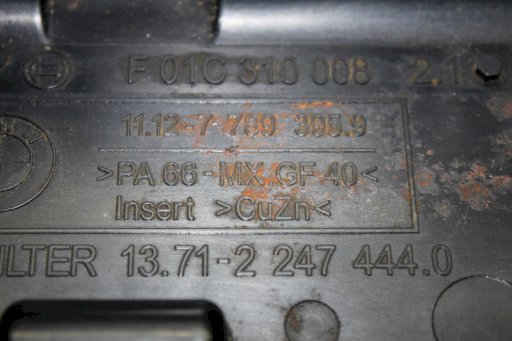 F 01C 310 008 2.1
11.12-7 789 395.9
>PA 66-MX.GF 40<
Insert >CuZn<
ILTER 13.71-2 247 444.0